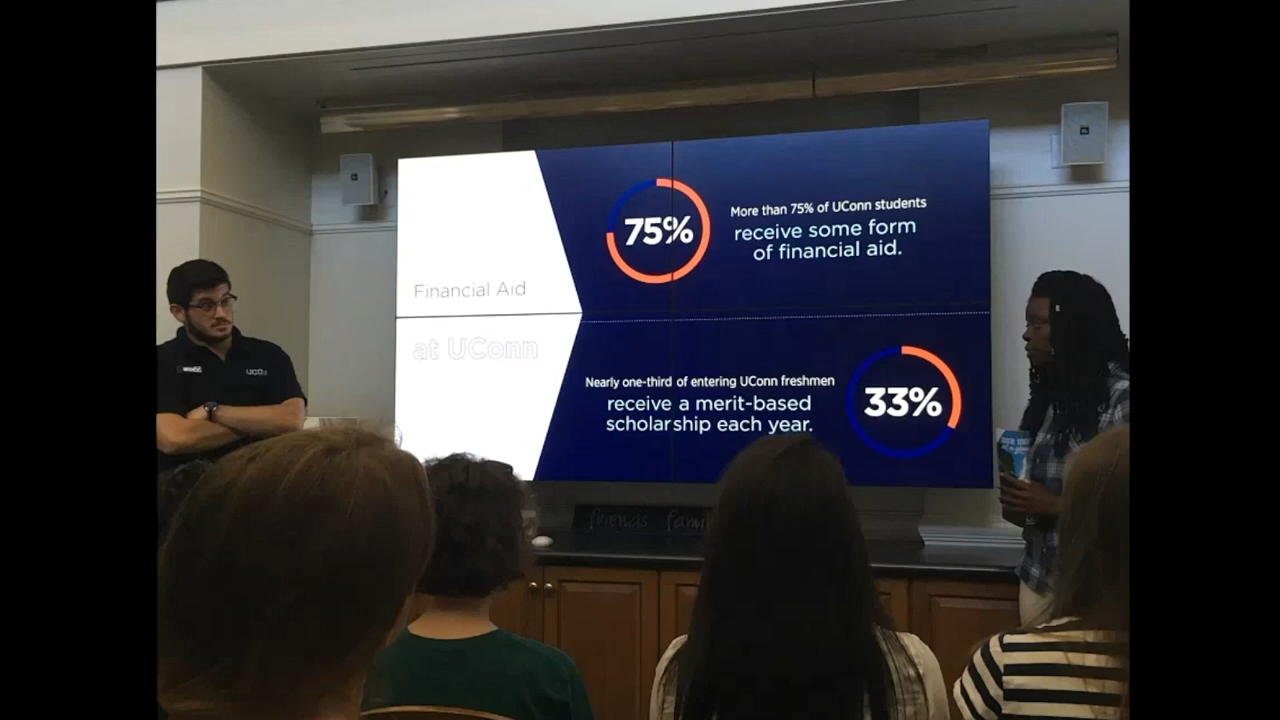 Financial Aid
at UConn
75%
More than 75% of UConn students
receive some form
of financial aid.
Nearly one-third of entering UConn freshmen
receive a merit-based
scholarship each year.
33%
friends